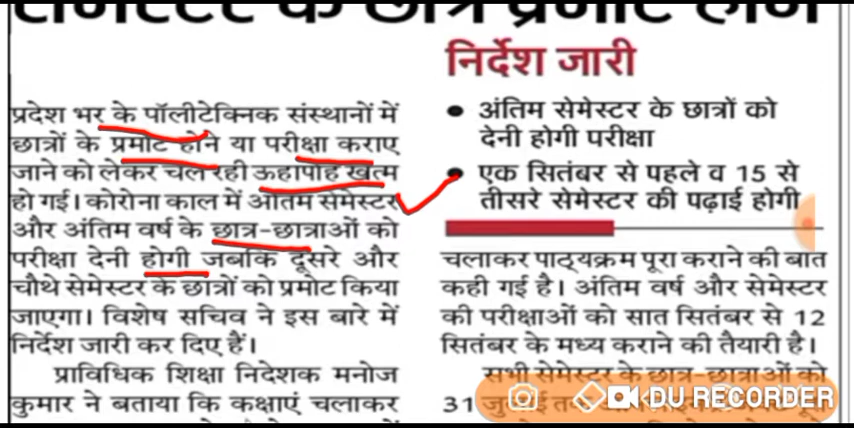 सेमेस्टर के छात्र प्रमोट होंगे
प्रदेश भर के पॉलीटेक्निक संस्थानों में
छात्रों के प्रमोट होने या परीक्षा कराए
जाने को लेकर चल रही ऊहापोह खत्म
हो गई। कोरोना काल में अंतिम सेमेस्टर
और अंतिम वर्ष के छात्र-छात्राओं को
परीक्षा देनी होगी जबकि दूसरे और
चौथे सेमेस्टर के छात्रों को प्रमोट किया
जाएगा। विशेष सचिव ने इस बारे में
निर्देश जारी कर दिए हैं।
प्राविधिक शिक्षा निदेशक मनोज
कुमार ने बताया कि कक्षाएं चलाकर
निर्देश जारी
● अंतिम सेमेस्टर के छात्रों को
देनी होगी परीक्षा
● एक सितंबर से पहले व 15 से
तीसरे सेमेस्टर की पढ़ाई होगी
चलाकर पाठ्यक्रम पूरा कराने की बात
कही गई है। अंतिम वर्ष और सेमेस्टर
की परीक्षाओं को सात सितंबर से 12
सितंबर के मध्य कराने की तैयारी है।
सभी सेमेस्टर के छात्र-छात्राओं को
31
DU RECORDER